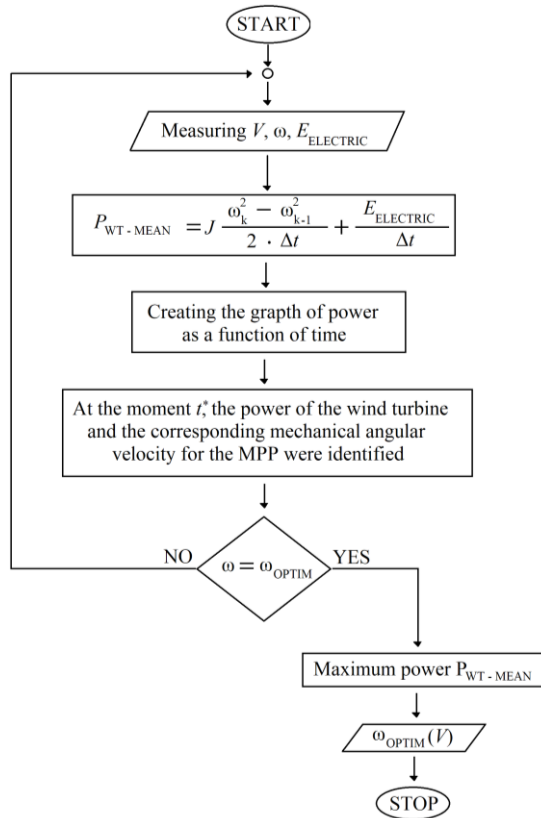 START
Measuring V, ω, E_ELECTRIC
P_WT - MEAN = J (ω_k^2 − ω_k-1^2) / (2 · Δt) + E_ELECTRIC / Δt
Creating the grapth of power
as a function of time
At the moment t,* the power of the wind turbine
and the corresponding mechanical angular
velocity for the MPP were identified
NO
ω = ω_OPTIM
YES
Maximum power P_WT - MEAN
ω_OPTIM (V)
STOP